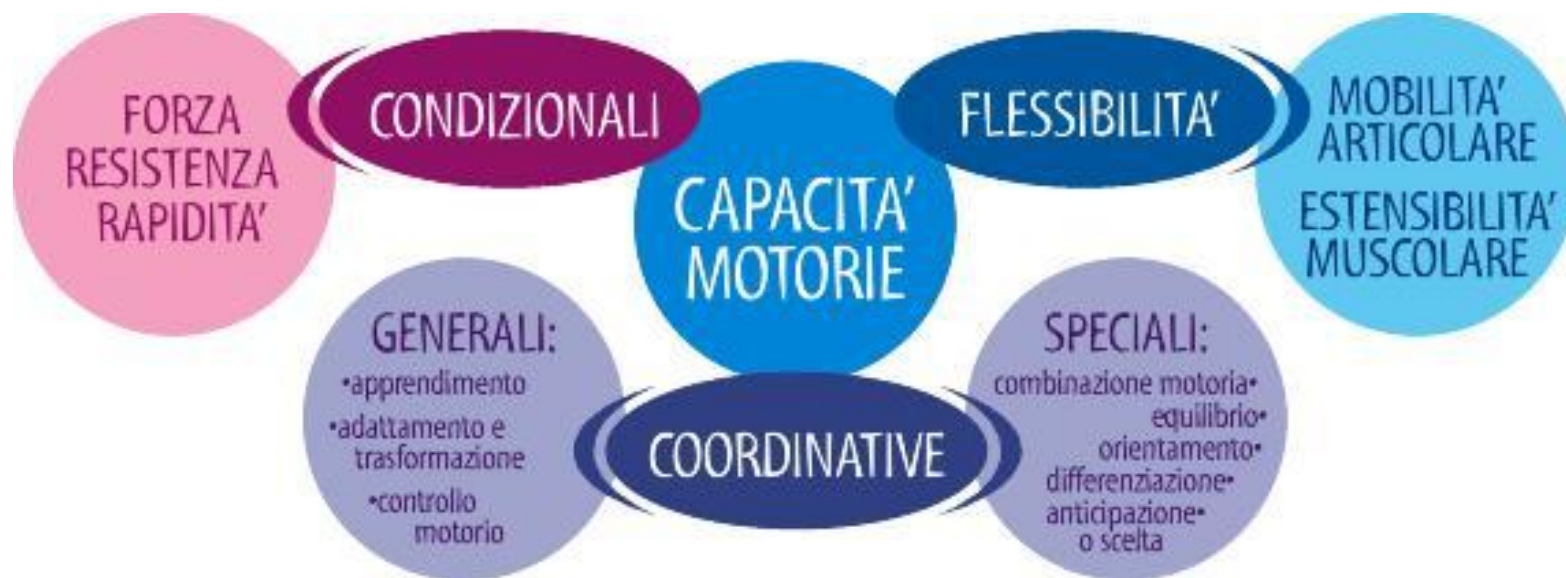 FORZA
RESISTENZA
RAPIDITA'
CONDIZIONALI
CAPACITA'
MOTORIE
FLESSIBILITA'
MOBILITA'
ARTICOLARE
ESTENSIBILITA'
MUSCOLARE
GENERALI:
•apprendimento
•adattamento e
trasformazione
•controllo
motorio
COORDINATIVE
SPECIALI:
combinazione motoria•
equilibrio•
orientamento•
differenziazione•
anticipazione•
o scelta